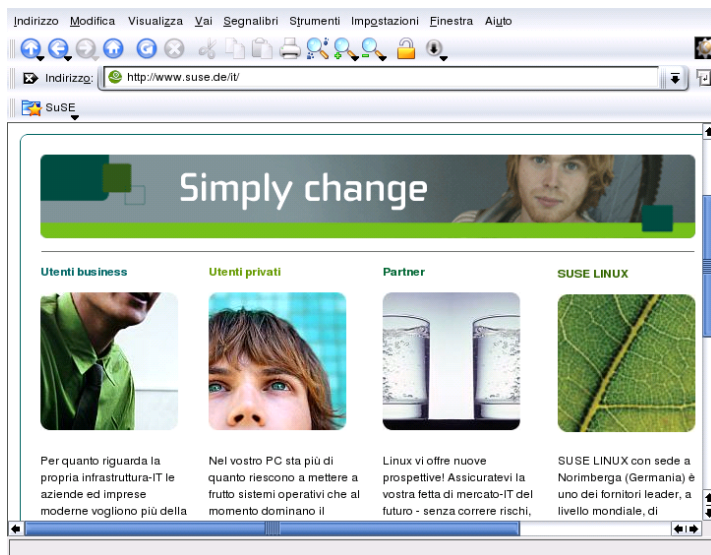 Indirizzo Modifica Visualizza Vai Segnalibri Strumenti Impostazioni Finestra Aiuto
Indirizzo: http://www.suse.de/it/
SuSE
Simply change
Utenti business
Utenti privati
Partner
SUSE LINUX
Per quanto riguarda la
propria infrastruttura-IT le
aziende ed imprese
moderne vogliono più della
Nel vostro PC sta più di
quanto riescono a mettere a
frutto sistemi operativi che al
momento dominano il
Linux vi offre nuove
prospettive! Assicuratevi la
vostra fetta di mercato-IT del
futuro - senza correre rischi,
SUSE LINUX con sede a
Norimberga (Germania) è
uno dei fornitori leader, a
livello mondiale, di